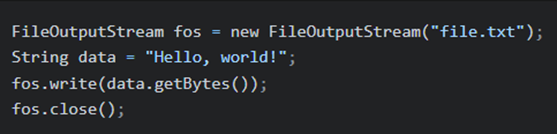 FileOutputStream fos = new FileOutputStream("file.txt");
String data = "Hello, world!";
fos.write(data.getBytes());
fos.close();